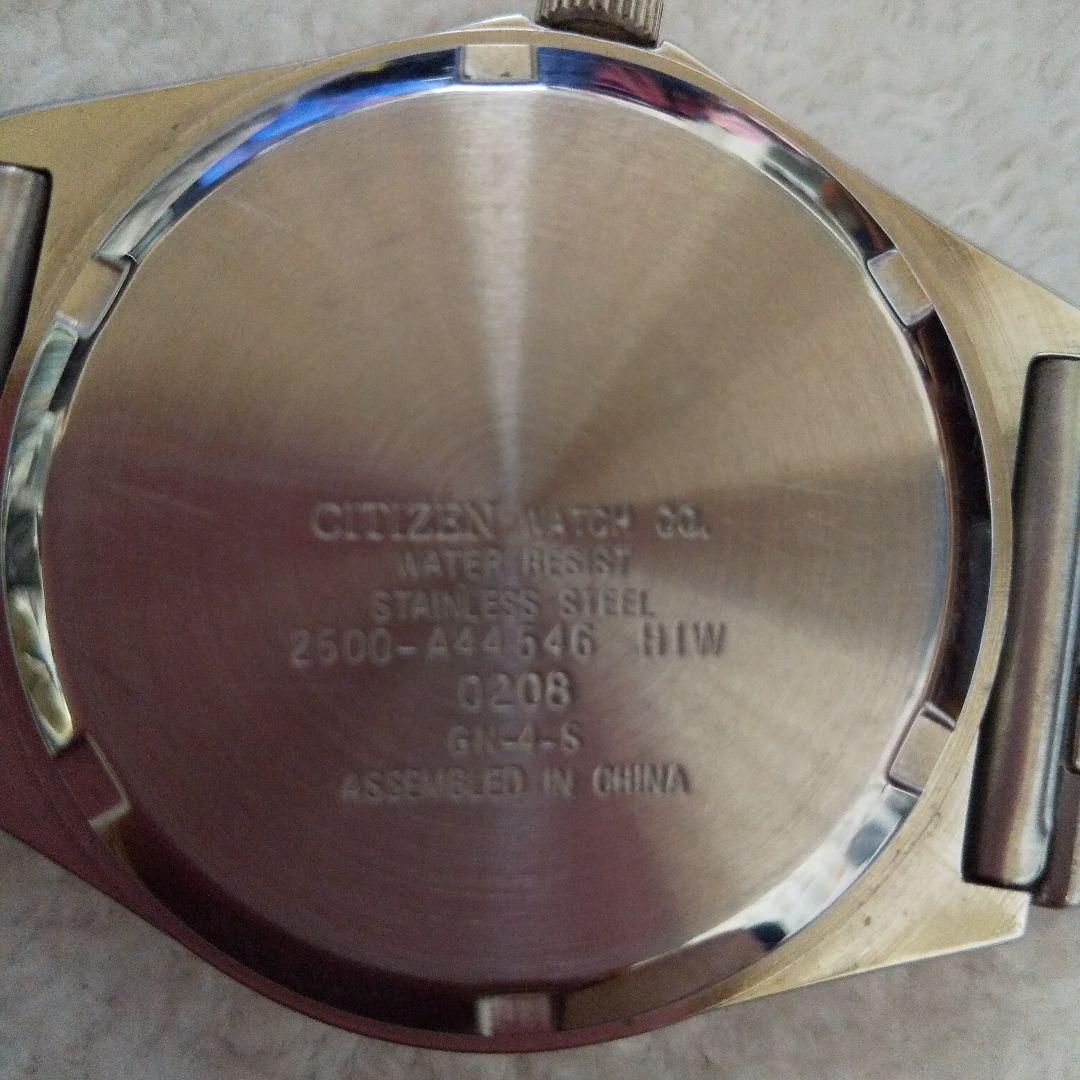 CITIZEN WATCH CO.
WATER RESIST
STAINLESS STEEL
2500-A44546 HIW
0208
GN-4-S
ASSEMBLED IN CHINA